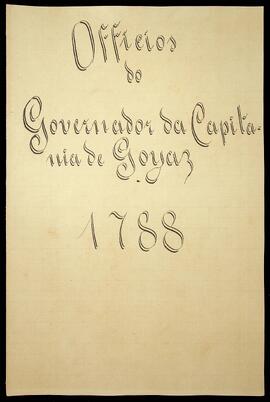 Officios
do
Governador da Capita-
nia de Goyaz
1788